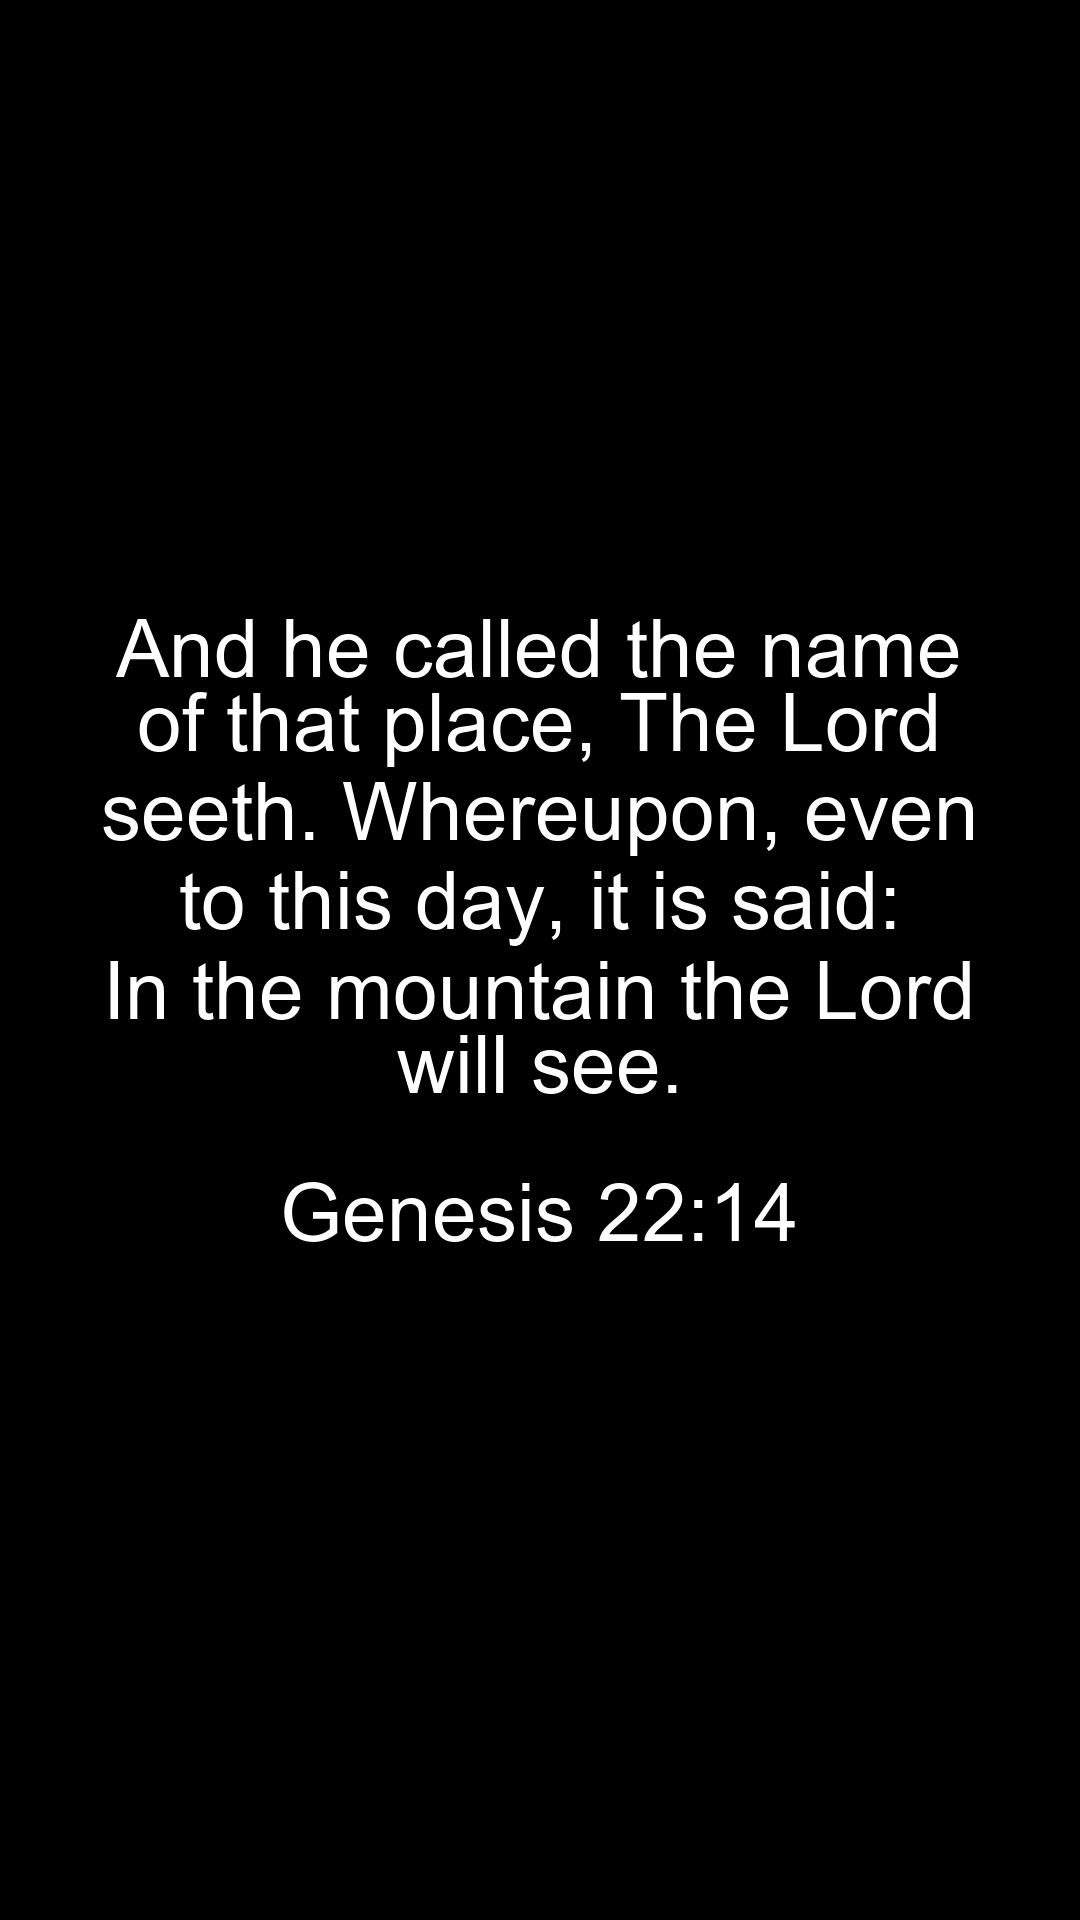 And he called the name
of that place, The Lord
seeth. Whereupon, even
to this day, it is said:
In the mountain the Lord
will see.
Genesis 22:14